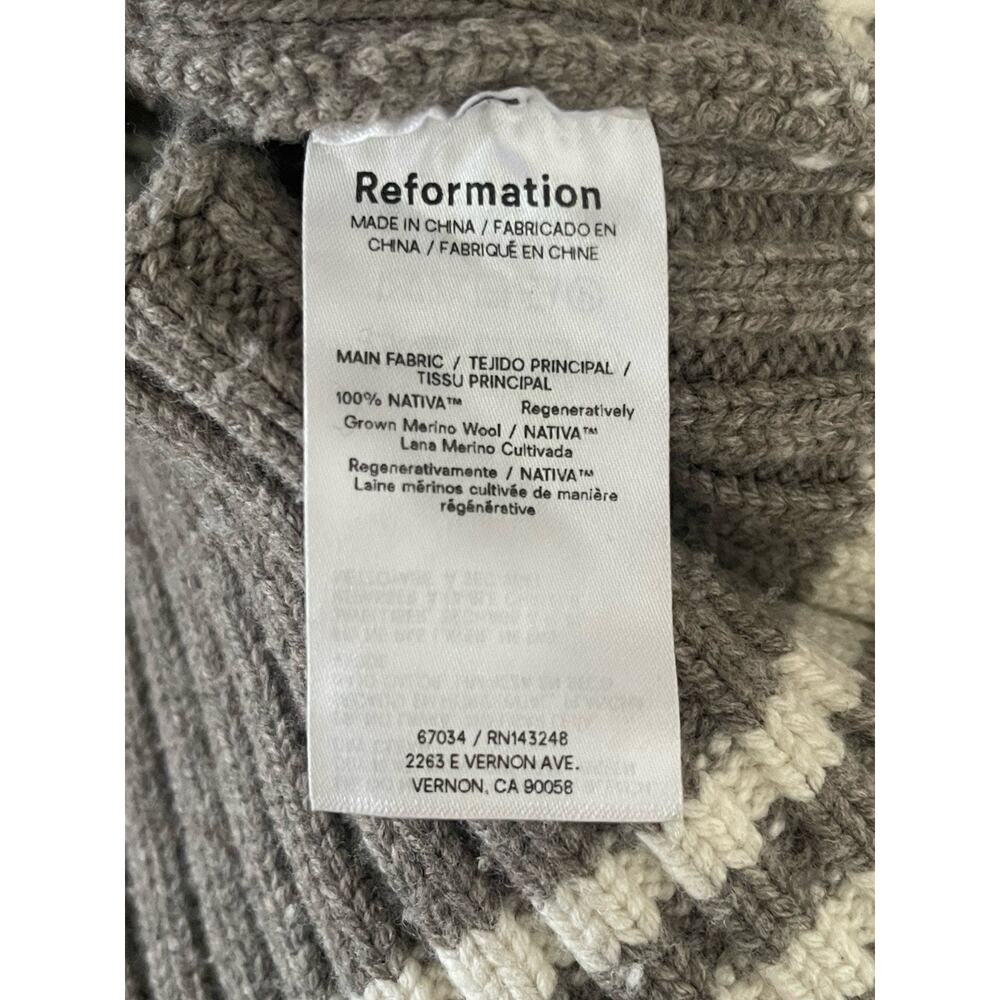 Reformation
MADE IN CHINA / FABRICADO EN
CHINA / FABRIQUÉ EN CHINE
MAIN FABRIC / TEJIDO PRINCIPAL /
TISSU PRINCIPAL
100% NATIVA™ Regeneratively
Grown Merino Wool / NATIVA™
Lana Merino Cultivada
Regenerativamente / NATIVA™
Laine mérinos cultivée de manière
régénérative
67034 / RN143248
2263 E VERNON AVE.
VERNON, CA 90058